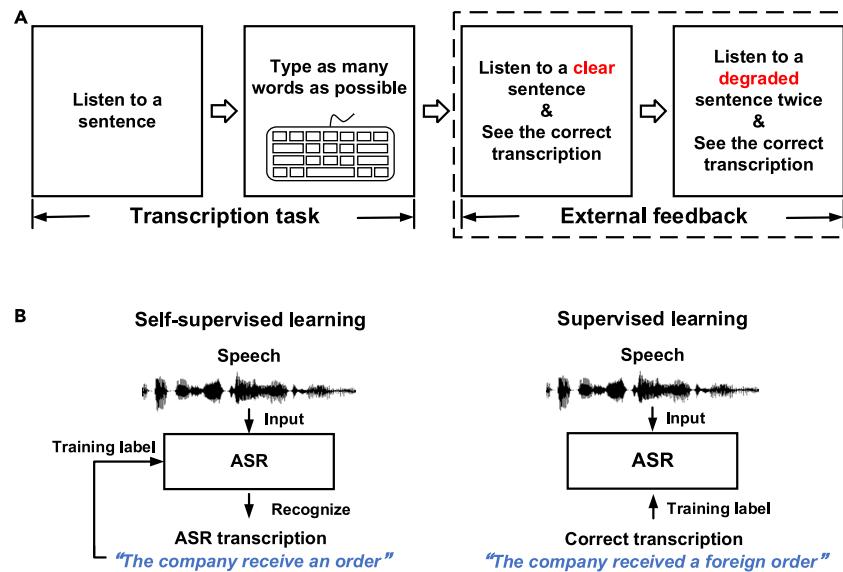 A
Listen to a
sentence
Type as many
words as possible
Listen to a clear
sentence
&
See the correct
transcription
Listen to a
degraded
sentence twice
&
See the correct
transcription
Transcription task
External feedback
B
Self-supervised learning
Speech
Input
Training label
ASR
Recognize
ASR transcription
“The company receive an order”
Supervised learning
Speech
Input
ASR
Training label
Correct transcription
“The company received a foreign order”